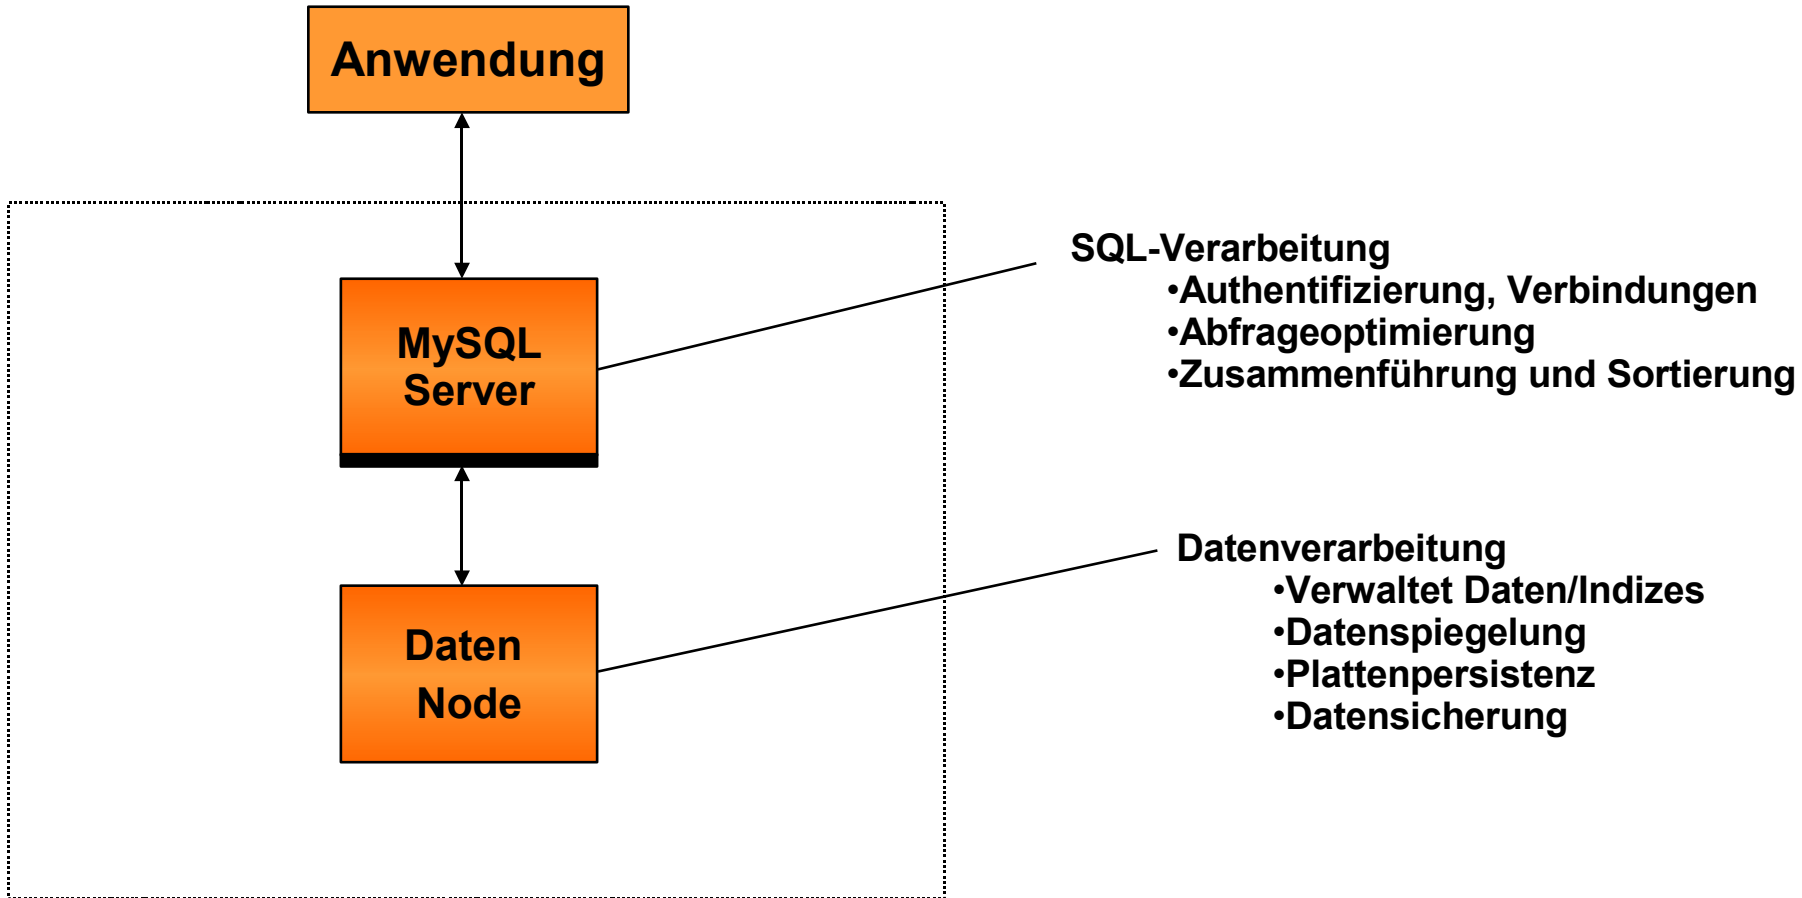 Anwendung
MySQL
Server
SQL-Verarbeitung
•Authentifizierung, Verbindungen
•Abfrageoptimierung
•Zusammenführung und Sortierung
Daten
Node
Datenverarbeitung
•Verwaltet Daten/Indizes
•Datenspiegelung
•Plattenpersistenz
•Datensicherung